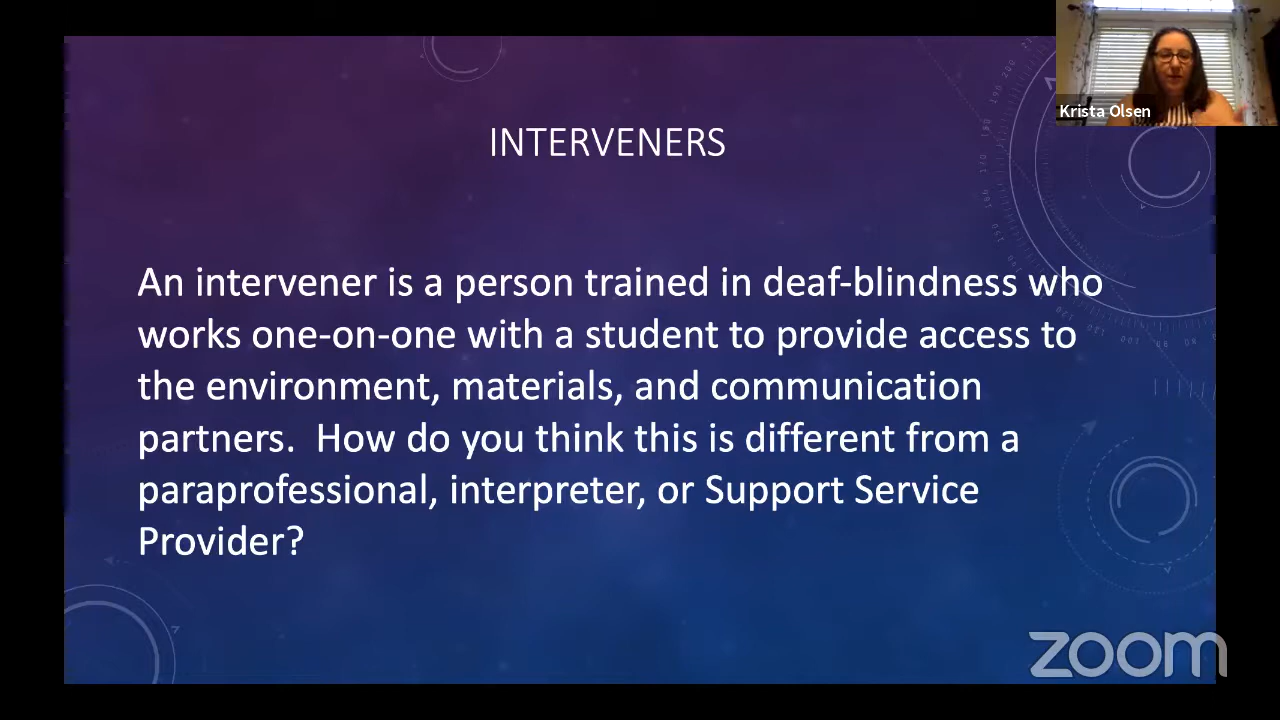 Krista Olsen
INTERVENERS
An intervener is a person trained in deaf-blindness who
works one-on-one with a student to provide access to
the environment, materials, and communication
partners.  How do you think this is different from a
paraprofessional, interpreter, or Support Service
Provider?
zoom